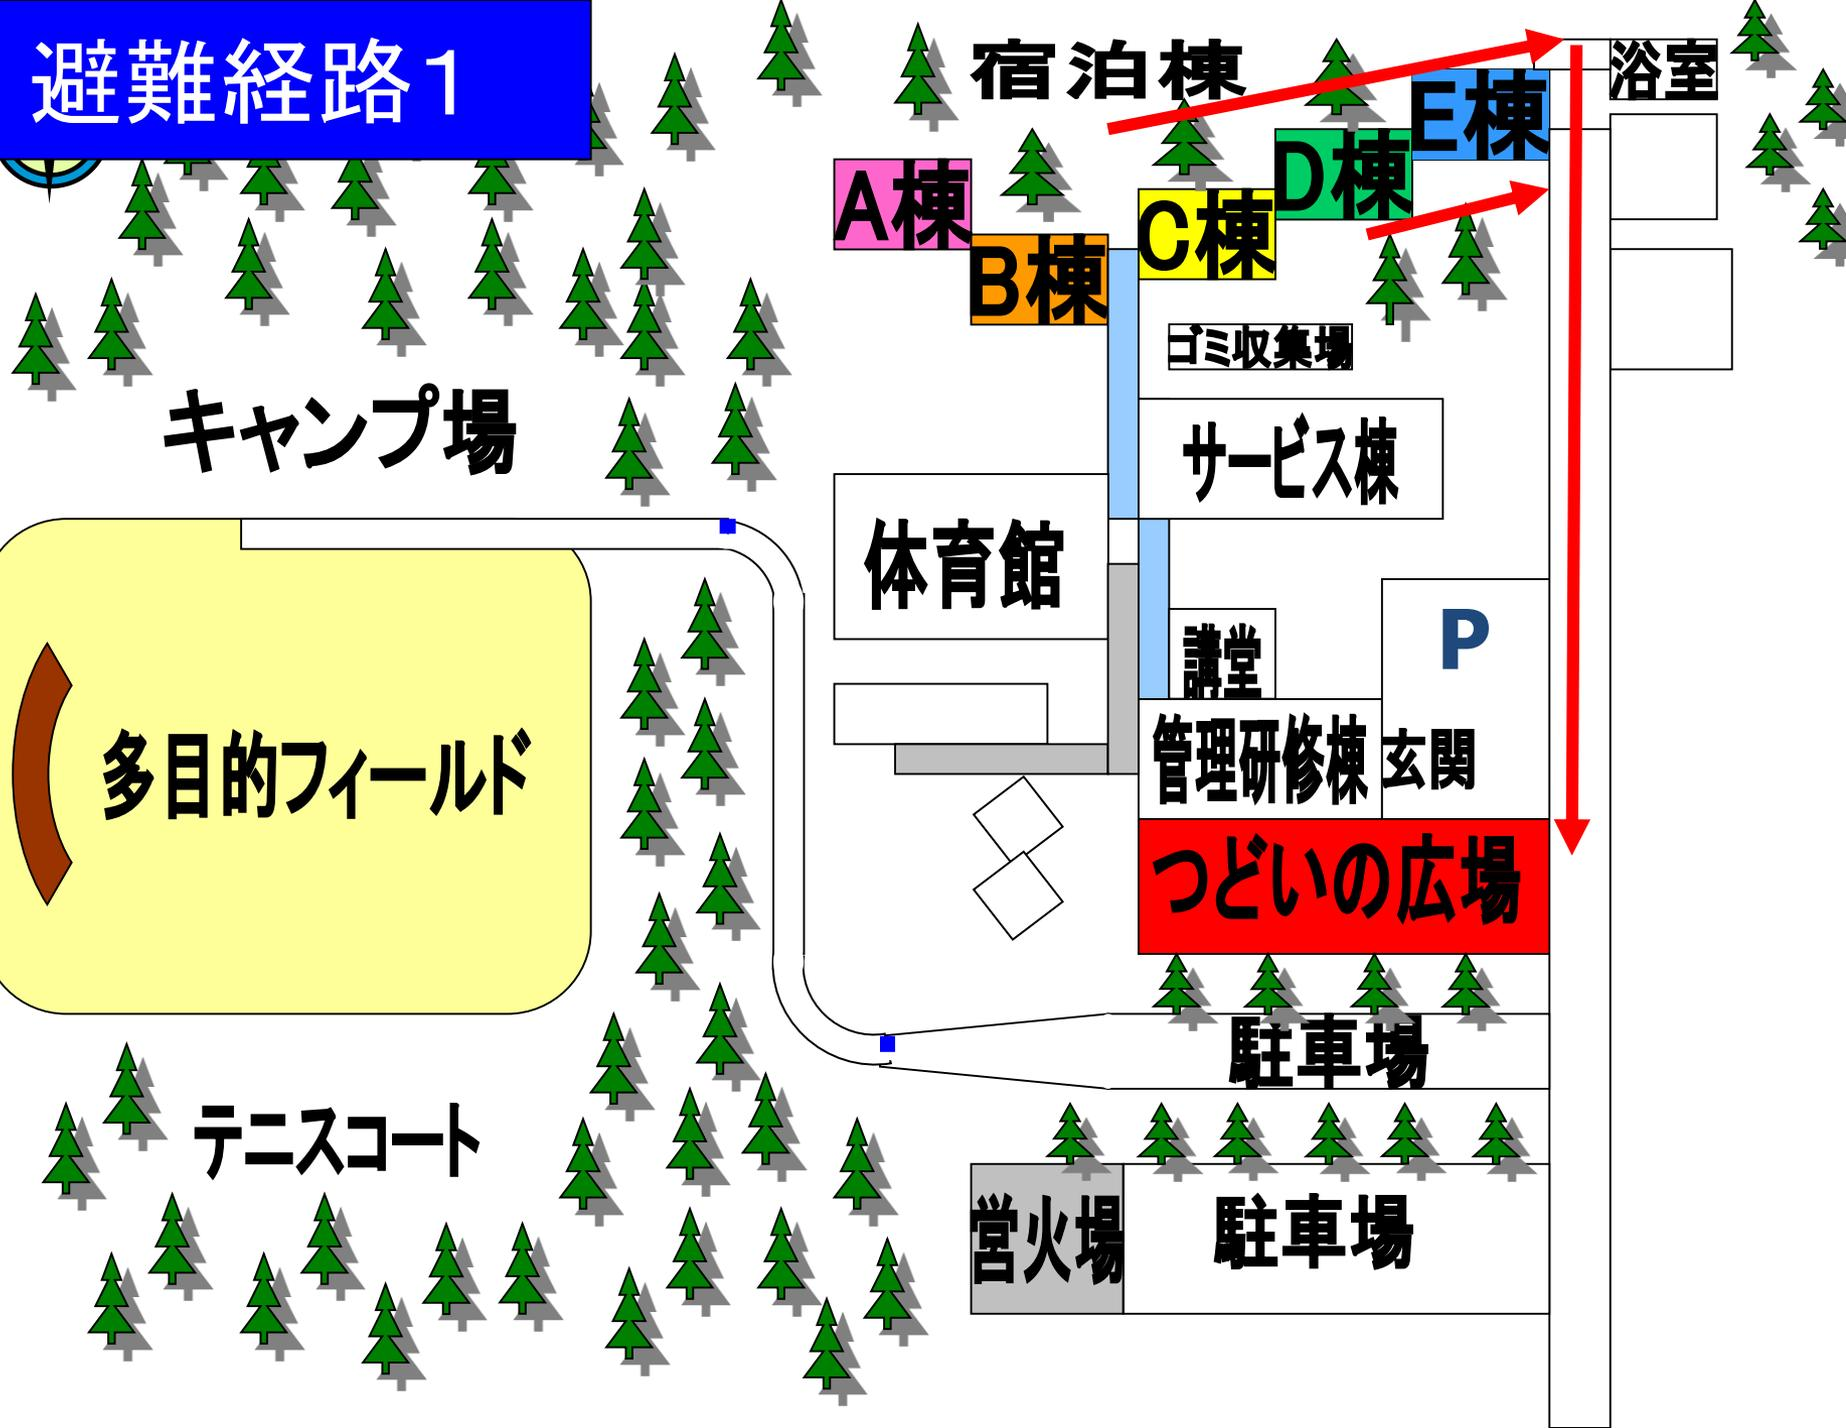 避難経路１
宿泊棟
浴室
E棟
D棟
A棟
C棟
B棟
ゴミ収集場
キャンプ場
サービス棟
体育館
P
講堂
管理研修棟
玄関
多目的フィールド
つどいの広場
駐車場
テニスコート
営火場
駐車場